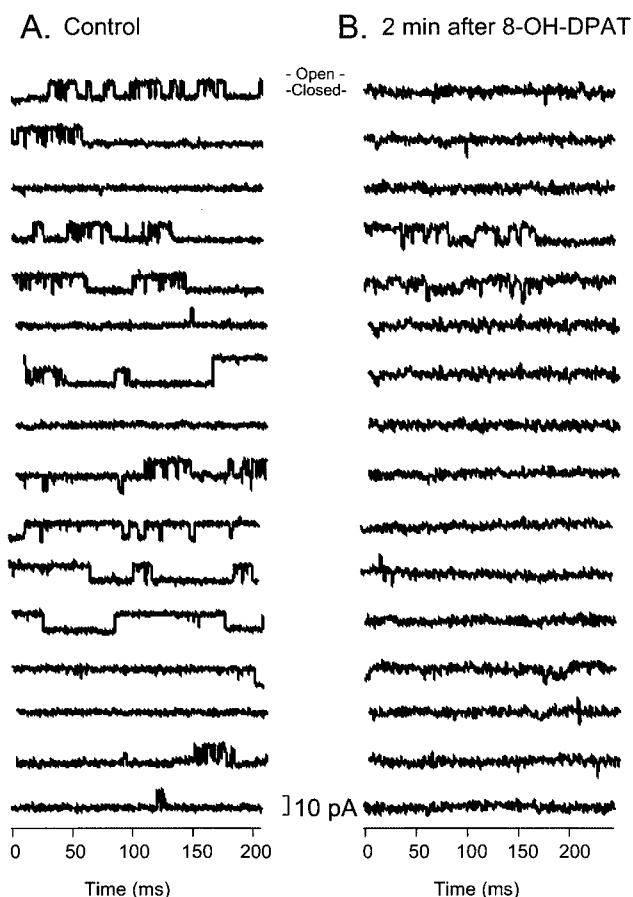 A. Control
B. 2 min after 8-OH-DPAT
- Open -
-Closed-
10 pA
0 50 100 150 200
0 50 100 150 200
Time (ms)
Time (ms)